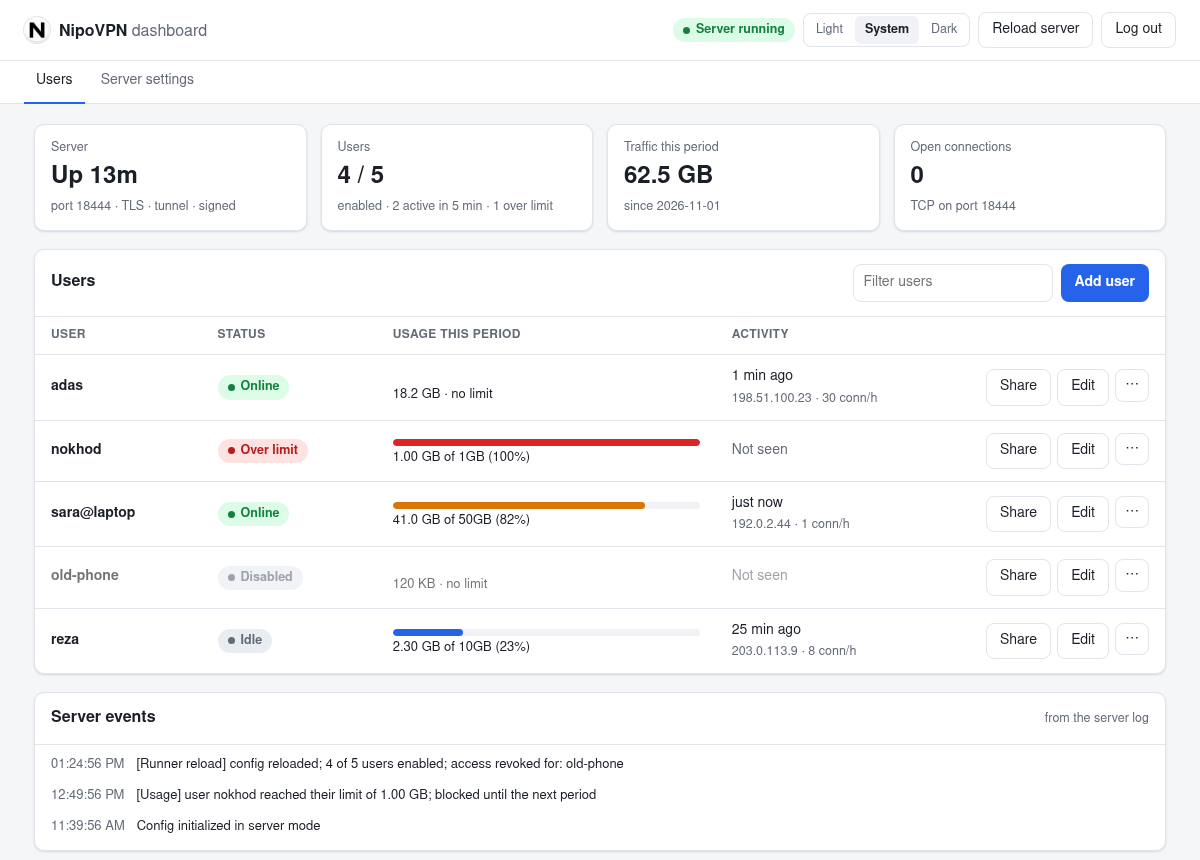 N NipoVPN dashboard
Server running
Light System Dark
Reload server
Log out
Users Server settings
Server
Up 13m
port 18444 · TLS · tunnel · signed
Users
4 / 5
enabled · 2 active in 5 min · 1 over limit
Traffic this period
62.5 GB
since 2026-11-01
Open connections
0
TCP on port 18444
Users
Filter users
Add user
USER STATUS USAGE THIS PERIOD ACTIVITY
adas Online 18.2 GB · no limit 1 min ago
198.51.100.23 · 30 conn/h
Share Edit ···
nokhod Over limit 1.00 GB of 1GB (100%) Not seen
Share Edit ···
sara@laptop Online 41.0 GB of 50GB (82%) just now
192.0.2.44 · 1 conn/h
Share Edit ···
old-phone Disabled 120 KB · no limit Not seen
Share Edit ···
reza Idle 2.30 GB of 10GB (23%) 25 min ago
203.0.113.9 · 8 conn/h
Share Edit ···
Server events
from the server log
01:24:56 PM [Runner reload] config reloaded; 4 of 5 users enabled; access revoked for: old-phone
12:49:56 PM [Usage] user nokhod reached their limit of 1.00 GB; blocked until the next period
11:39:56 AM Config initialized in server mode